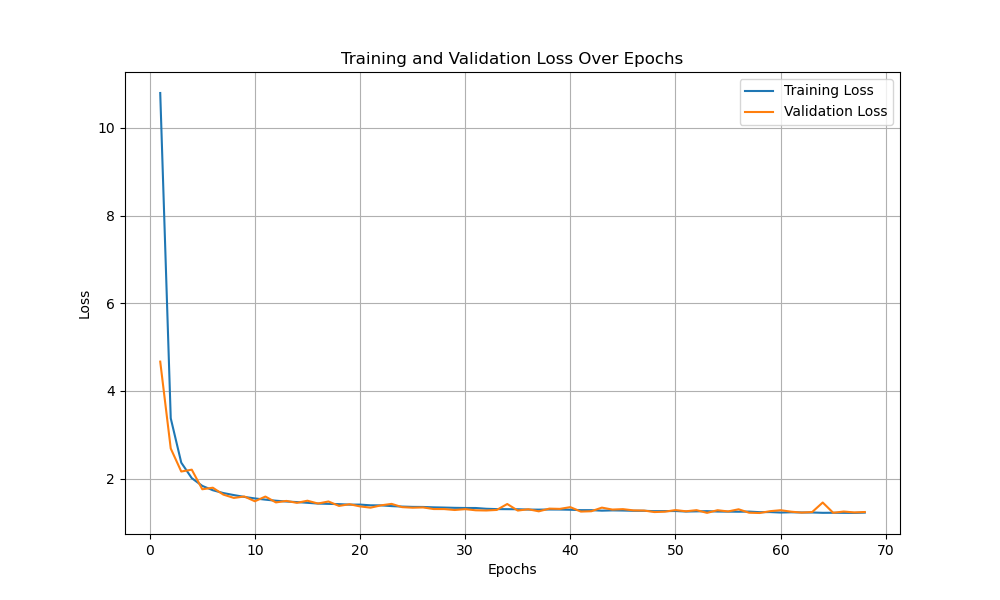 Training and Validation Loss Over Epochs
Training Loss
Validation Loss
10
8
6
4
2
Loss
0 10 20 30 40 50 60 70
Epochs